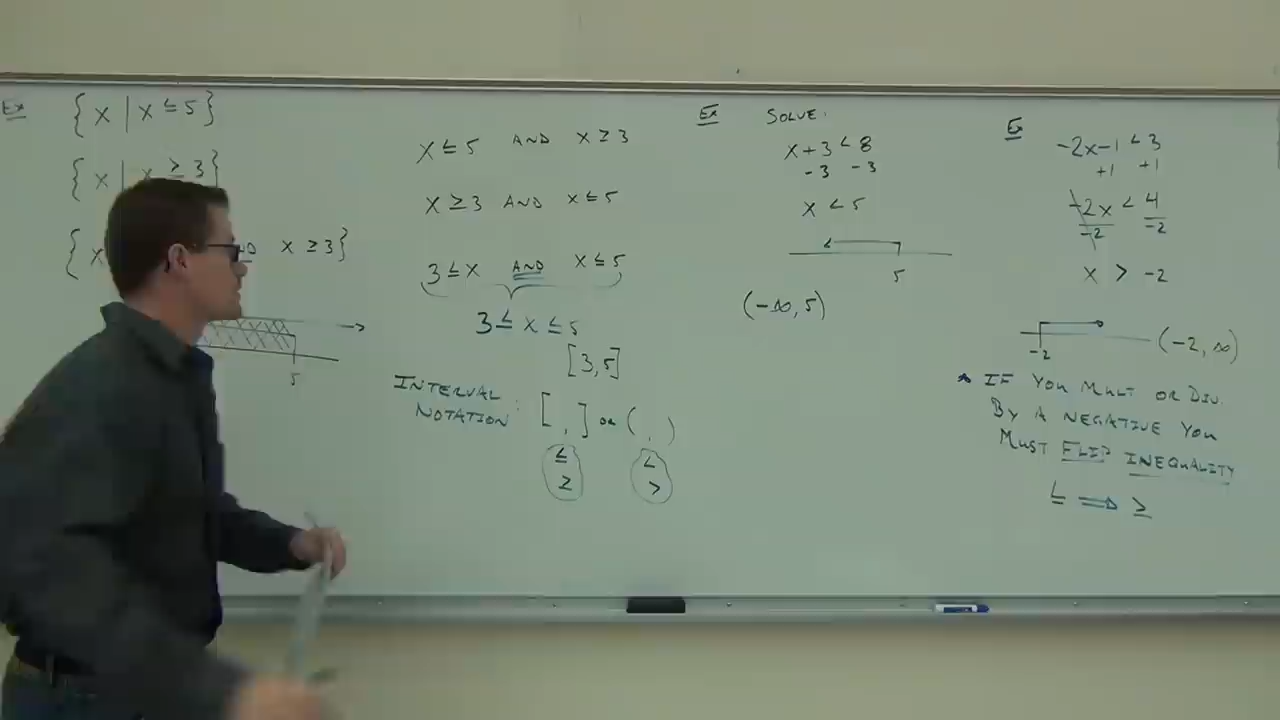 Ex {x | x ≤ 5}
{x | x ≥ 3}
{x x ≥ 3}
5
x ≤ 5 AND x ≥ 3
x ≥ 3 AND x ≤ 5
3 ≤ x AND x ≤ 5
3 ≤ x ≤ 5
[3, 5]
INTERVAL
NOTATION: [ , ] OR ( , )
≤ <
≥ >
Ex SOLVE:
x + 3 < 8
-3 -3
x < 5
5
(-∞, 5)
Ex -2x - 1 < 3
+1 +1
-2x < 4
-2 -2
x > -2
-2 (-2, ∞)
* IF YOU MULT OR DIV.
BY A NEGATIVE YOU
MUST FLIP INEQUALITY
≤ ⇒ ≥